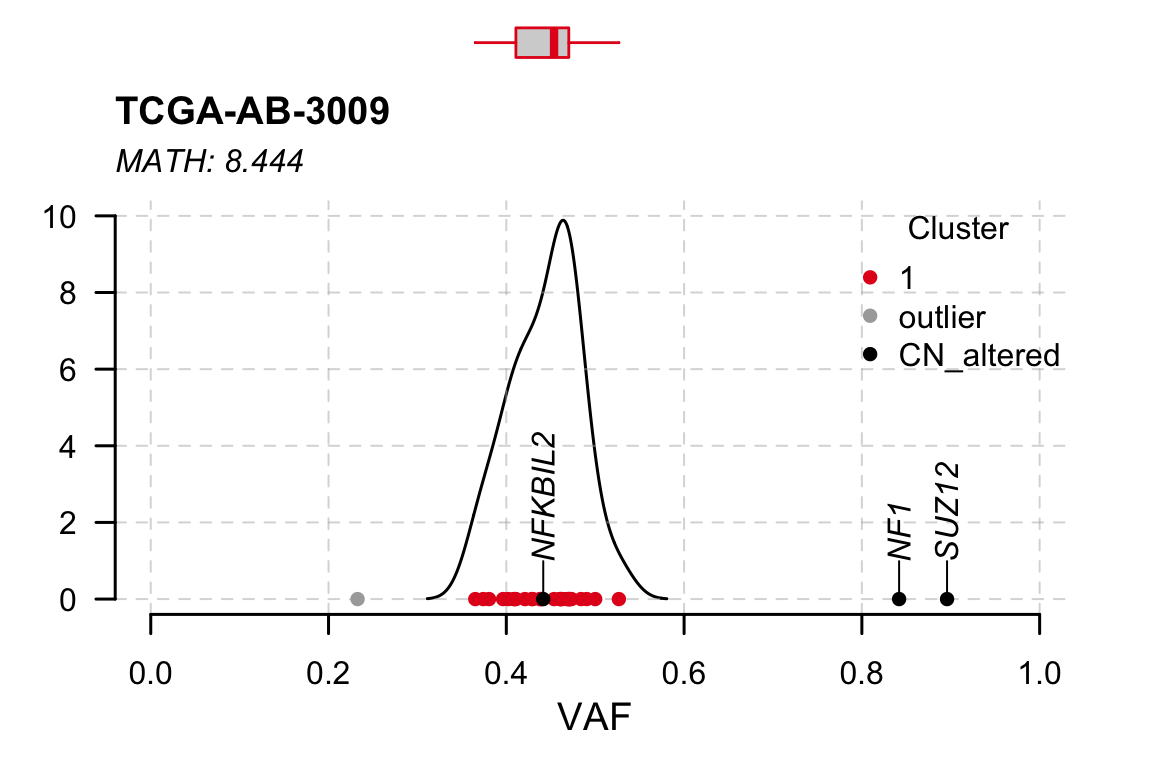 TCGA-AB-3009
MATH: 8.444
10
8
6
4
2
0
Cluster
1
outlier
CN_altered
NFKBIL2
NF1
SUZ12
0.0 0.2 0.4 0.6 0.8 1.0
VAF